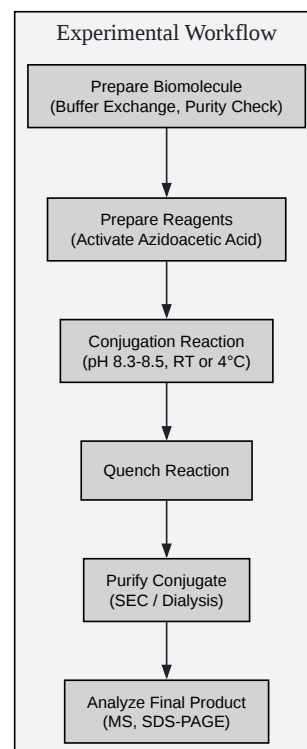 Experimental Workflow
Prepare Biomolecule
(Buffer Exchange, Purity Check)
Prepare Reagents
(Activate Azidoacetic Acid)
Conjugation Reaction
(pH 8.3-8.5, RT or 4°C)
Quench Reaction
Purify Conjugate
(SEC / Dialysis)
Analyze Final Product
(MS, SDS-PAGE)